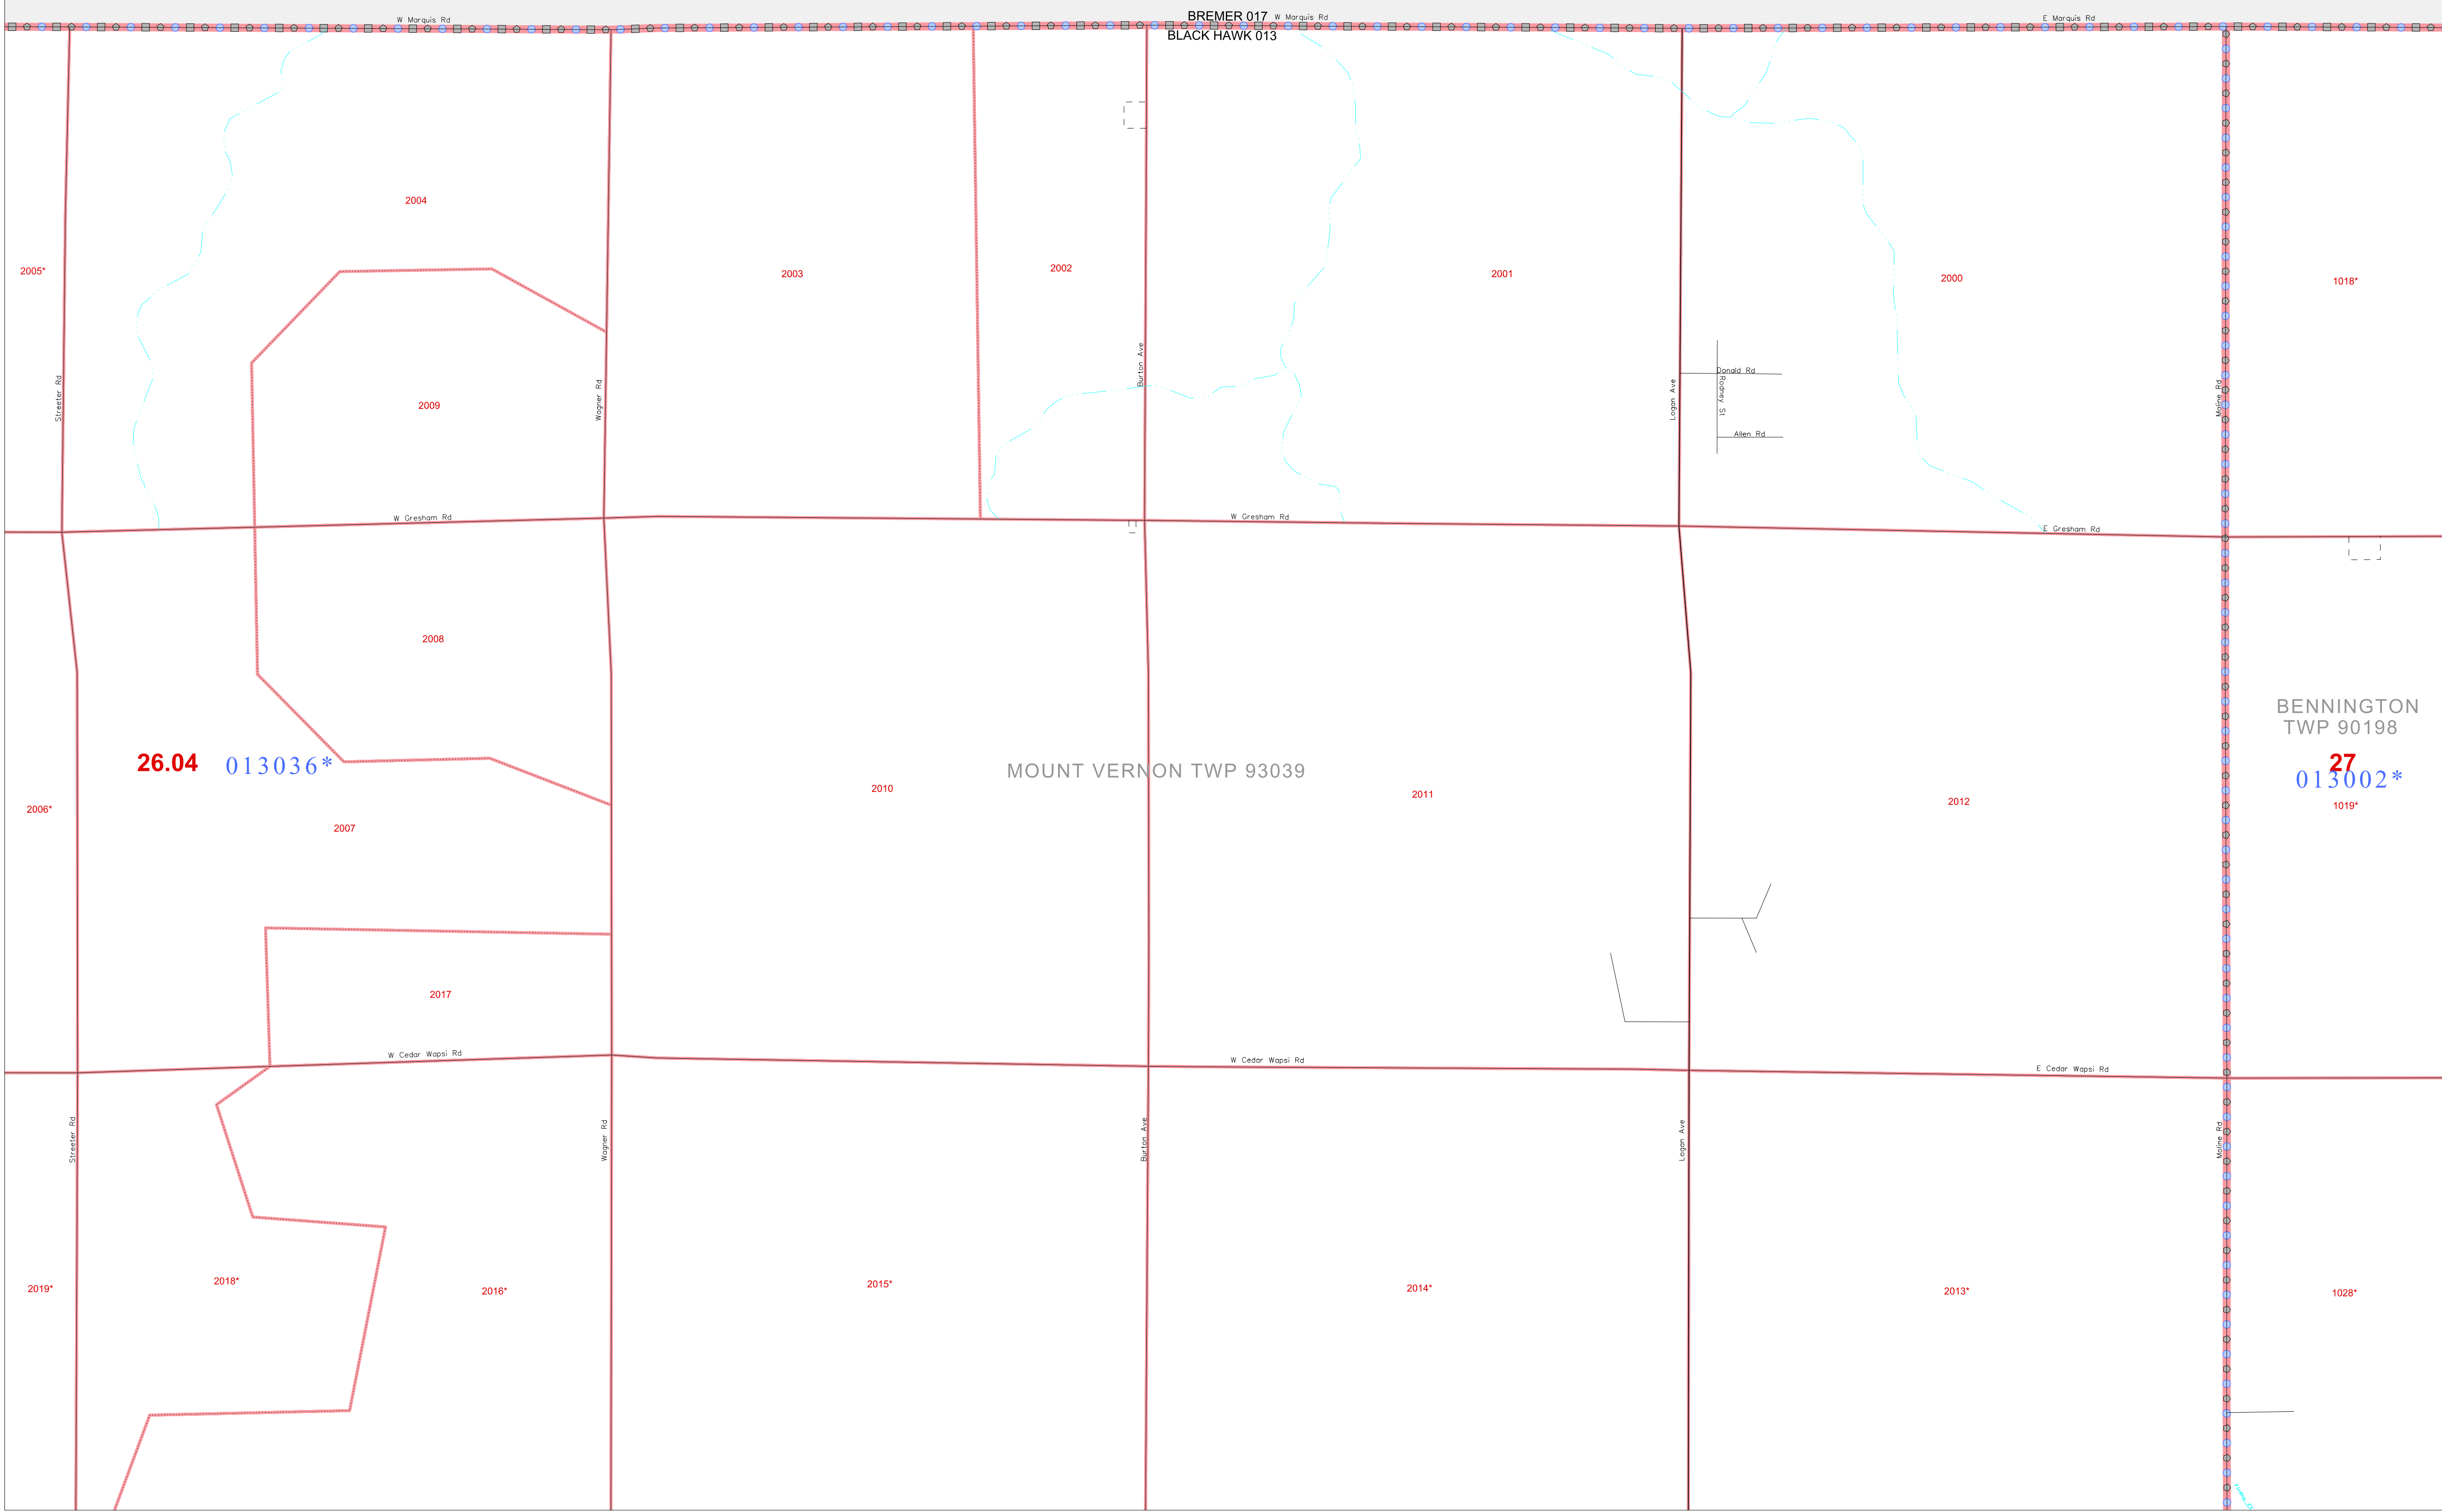 BREMER 017
W Marquis Rd
W Marquis Rd
E Marquis Rd
BLACK HAWK 013
2004
2005*
2003
2002
2001
2000
1018*
Streeter Rd
Wagner Rd
Burton Ave
Logan Ave
Donald Rd
Rodney St
Allen Rd
Moline Rd
2009
W Gresham Rd
W Gresham Rd
E Gresham Rd
2008
BENNINGTON
TWP 90198
26.04
013036*
MOUNT VERNON TWP 93039
27
013002*
2006*
2007
2010
2011
2012
1019*
2017
W Cedar Wapsi Rd
W Cedar Wapsi Rd
E Cedar Wapsi Rd
Streeter Rd
Wagner Rd
Burton Ave
Logan Ave
Moline Rd
2019*
2018*
2016*
2015*
2014*
2013*
1028*